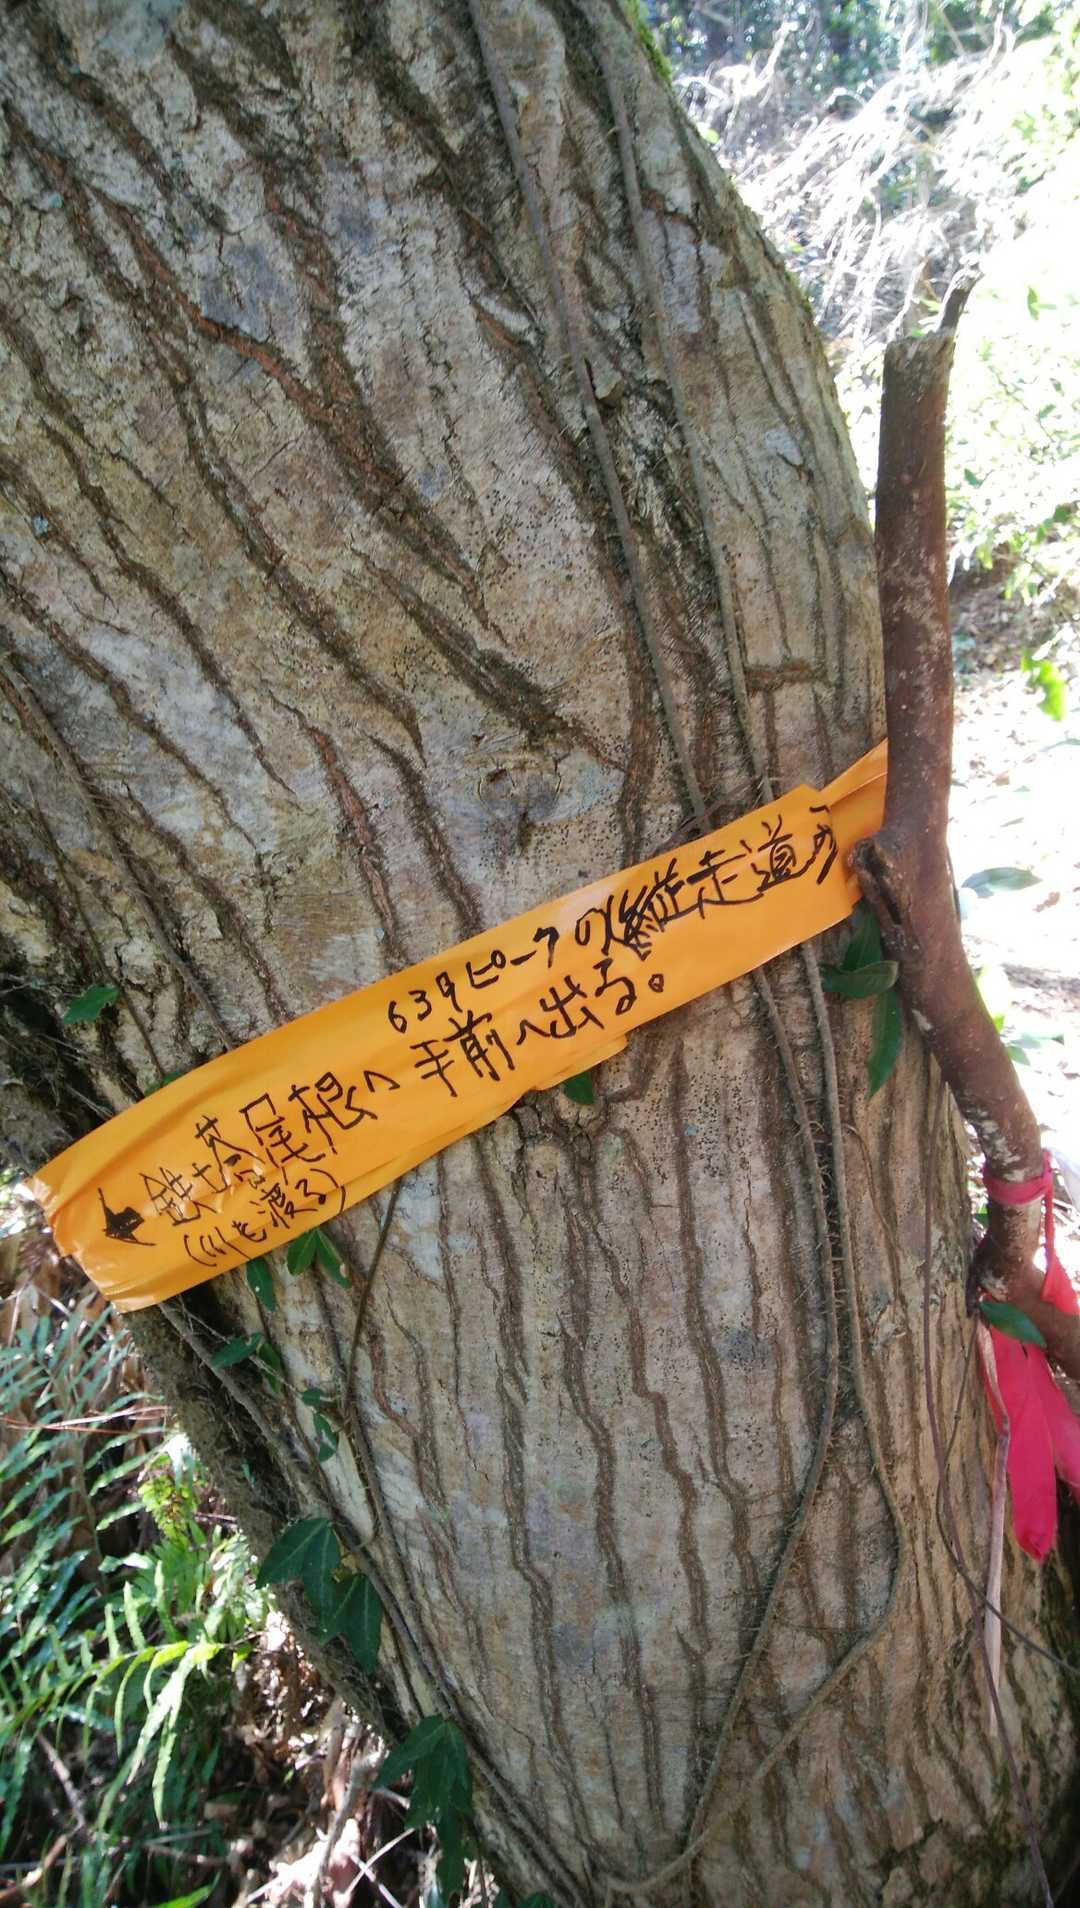 639ピークの縦走道の
← 鉄塔尾根へ 手前へ出る。
(川を渡る)